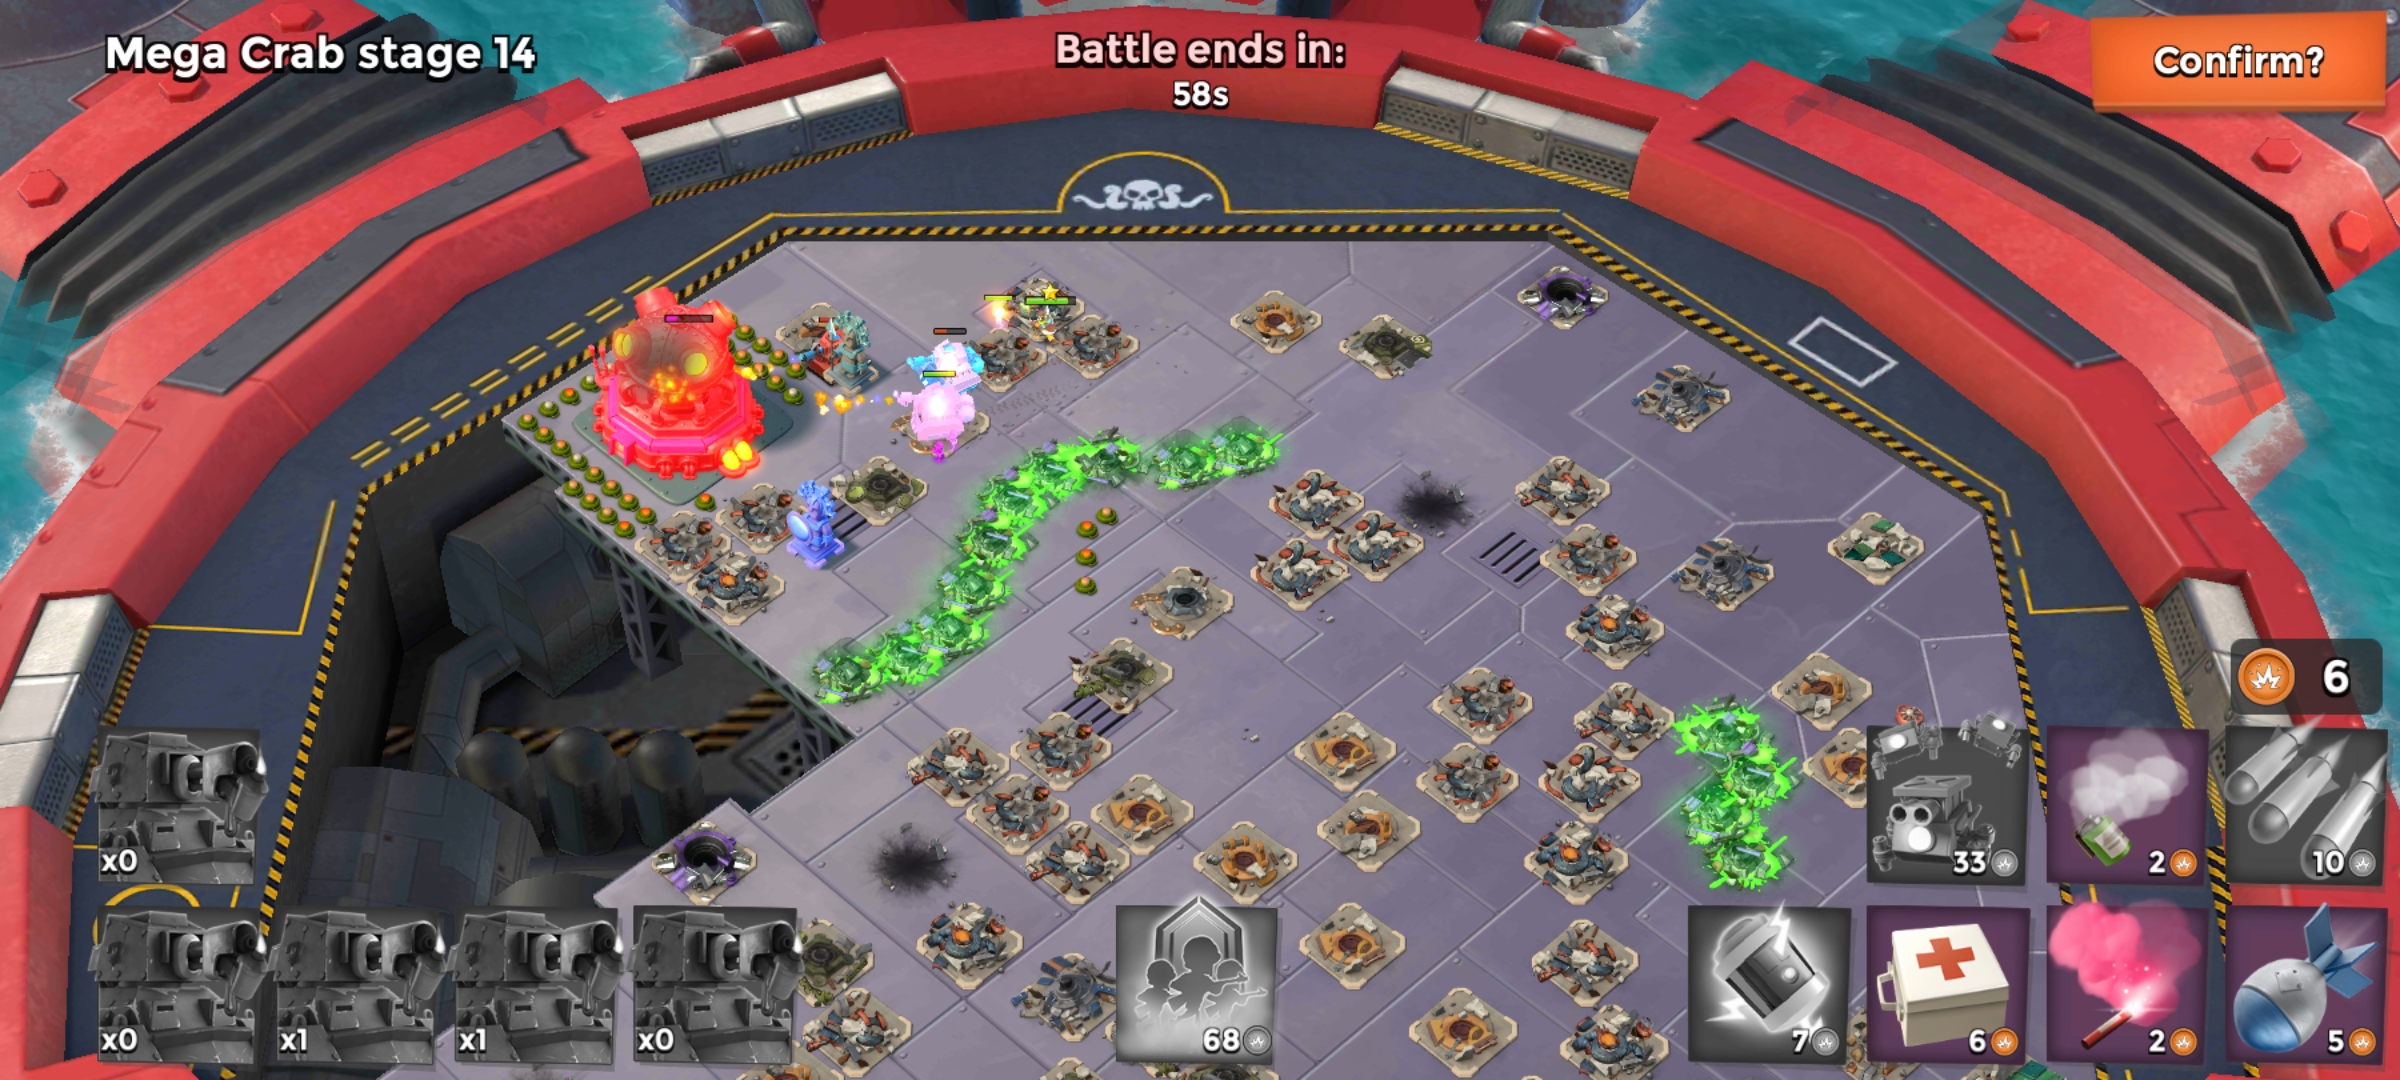 Mega Crab stage 14
Battle ends in:
58s
Confirm?
6
x0
33
2
10
x0
x1
x1
x0
68
7
6
2
5